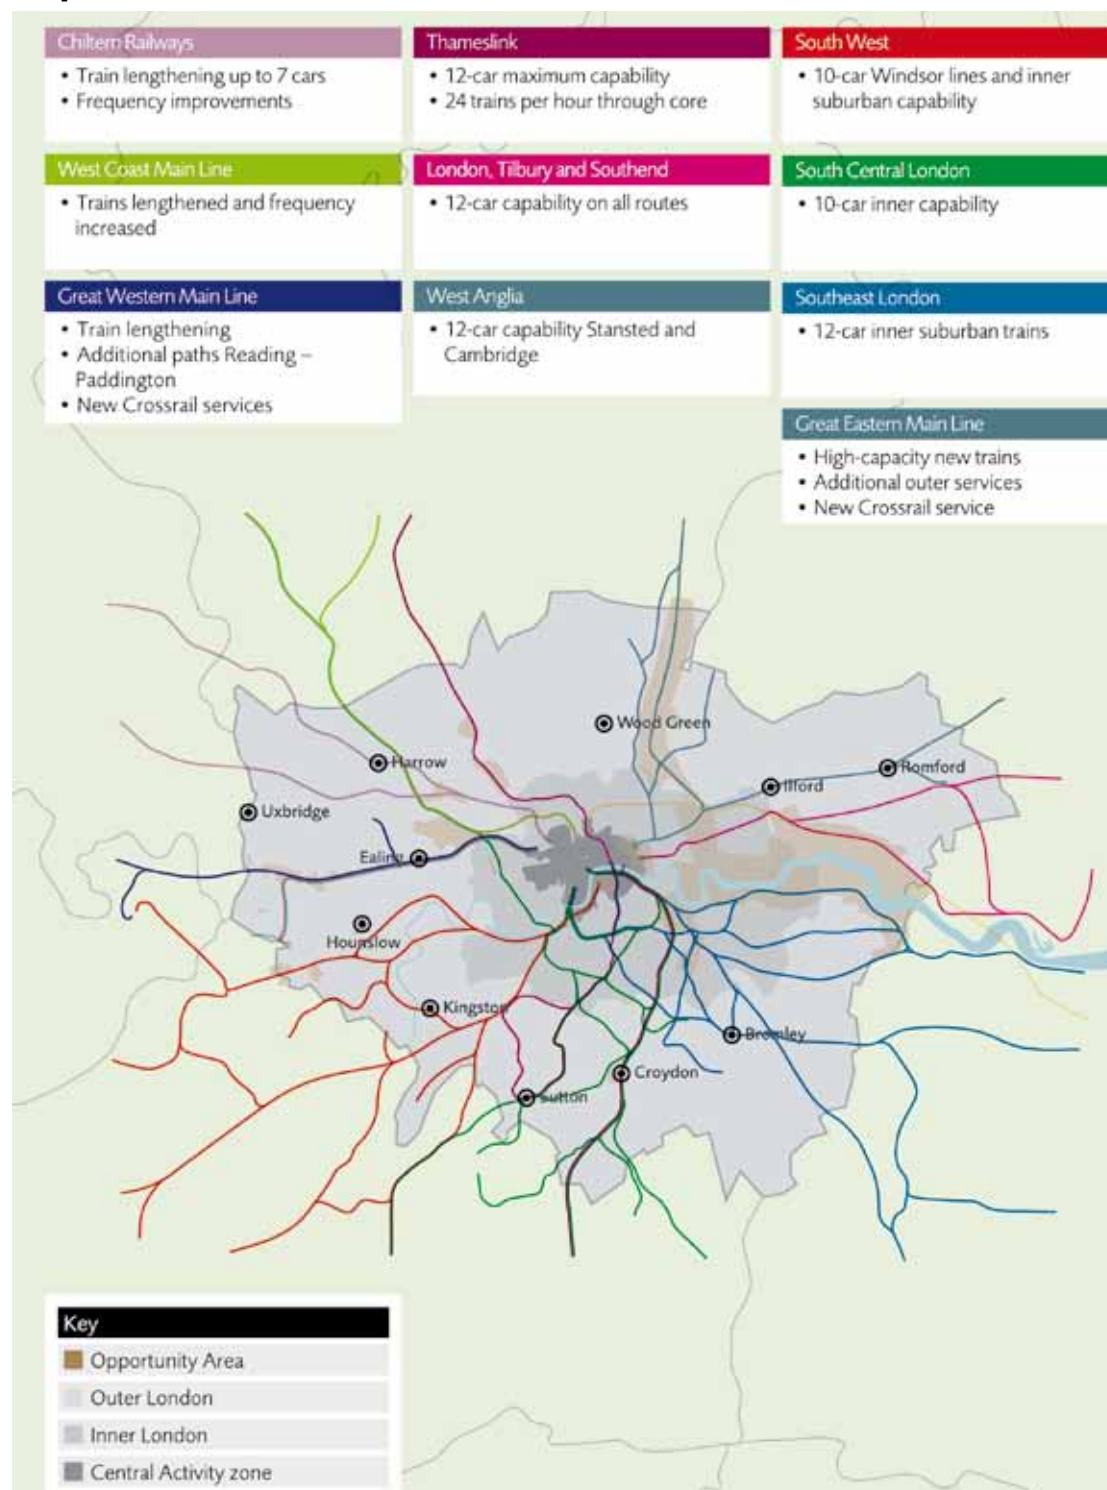 Chiltern Railways
• Train lengthening up to 7 cars
• Frequency improvements
Thameslink
• 12-car maximum capability
• 24 trains per hour through core
South West
• 10-car Windsor lines and inner
suburban capability
West Coast Main Line
• Trains lengthened and frequency
increased
London, Tilbury and Southend
• 12-car capability on all routes
South Central London
• 10-car inner capability
Great Western Main Line
• Train lengthening
• Additional paths Reading –
Paddington
• New Crossrail services
West Anglia
• 12-car capability Stansted and
Cambridge
Southeast London
• 12-car inner suburban trains
Great Eastern Main Line
• High-capacity new trains
• Additional outer services
• New Crossrail service
Wood Green
Harrow
Romford
Ilford
Uxbridge
Ealing
Hounslow
Kingston
Bromley
Croydon
Sutton
Key
Opportunity Area
Outer London
Inner London
Central Activity zone